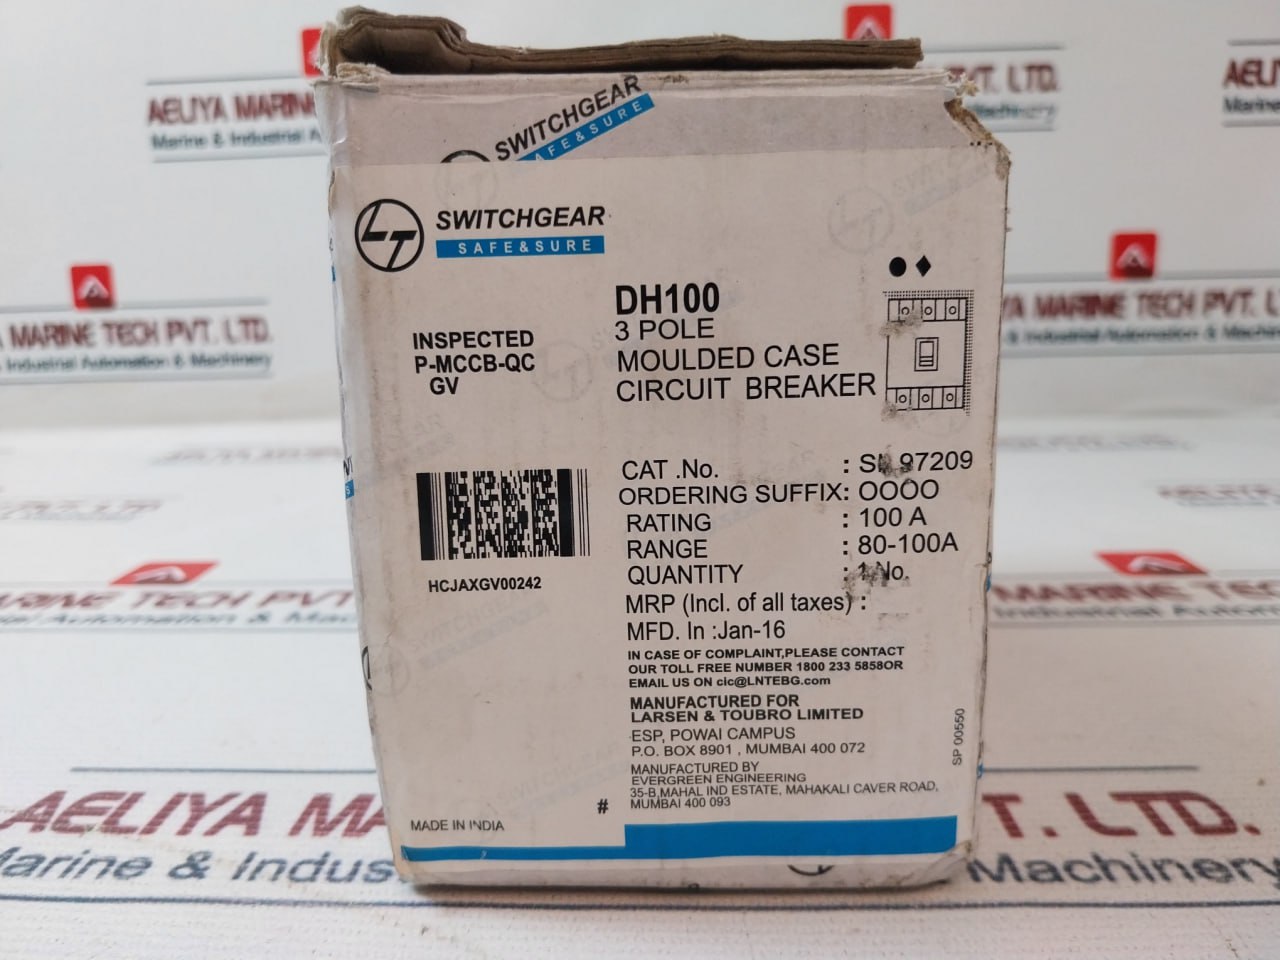 AELIYA MARINE TECH PVT. LTD.
Marine & Industrial Automation & Machinery
SWITCHGEAR
SAFE&SURE
LT
SWITCHGEAR
SAFE&SURE
INSPECTED
P-MCCB-QC
GV
HCJAXGV00242
DH100
3 POLE
MOULDED CASE
CIRCUIT BREAKER
CAT .No. : 97209
ORDERING SUFFIX: OOOO
RATING : 100 A
RANGE : 80-100A
QUANTITY : 1 No.
MRP (Incl. of all taxes) :
MFD. In :Jan-16
IN CASE OF COMPLAINT,PLEASE CONTACT
OUR TOLL FREE NUMBER 1800 233 5858OR
EMAIL US ON cic@LNTEBG.com
MANUFACTURED FOR
LARSEN & TOUBRO LIMITED
ESP, POWAI CAMPUS
P.O. BOX 8901 , MUMBAI 400 072
MANUFACTURED BY
EVERGREEN ENGINEERING
35-B,MAHAL IND ESTATE, MAHAKALI CAVER ROAD,
MUMBAI 400 093
SP 00550
#
MADE IN INDIA